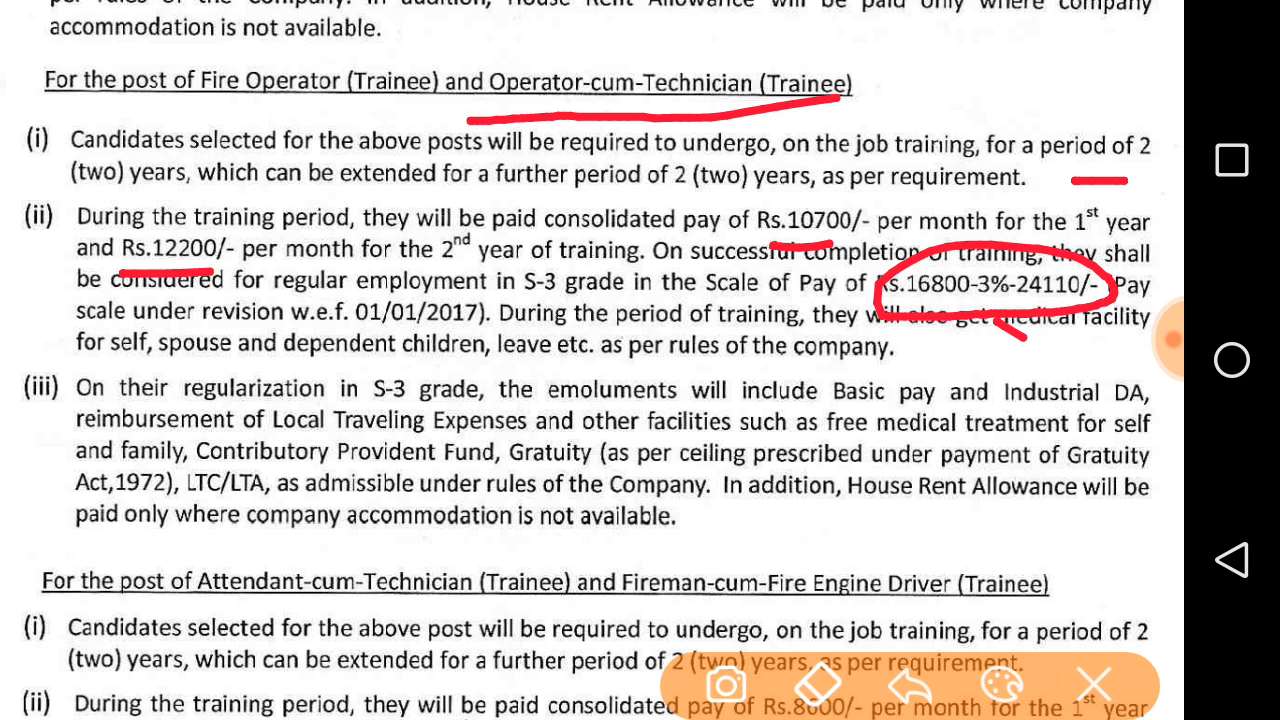 per rules of the Company. In addition, House Rent Allowance will be paid only where company
accommodation is not available.
For the post of Fire Operator (Trainee) and Operator-cum-Technician (Trainee)
(i) Candidates selected for the above posts will be required to undergo, on the job training, for a period of 2
(two) years, which can be extended for a further period of 2 (two) years, as per requirement.
(ii) During the training period, they will be paid consolidated pay of Rs.10700/- per month for the 1st year
and Rs.12200/- per month for the 2nd year of training. On successful completion of training, they shall
be considered for regular employment in S-3 grade in the Scale of Pay of Rs.16800-3%-24110/- (Pay
scale under revision w.e.f. 01/01/2017). During the period of training, they will also get medical facility
for self, spouse and dependent children, leave etc. as per rules of the company.
(iii) On their regularization in S-3 grade, the emoluments will include Basic pay and Industrial DA,
reimbursement of Local Traveling Expenses and other facilities such as free medical treatment for self
and family, Contributory Provident Fund, Gratuity (as per ceiling prescribed under payment of Gratuity
Act,1972), LTC/LTA, as admissible under rules of the Company. In addition, House Rent Allowance will be
paid only where company accommodation is not available.
For the post of Attendant-cum-Technician (Trainee) and Fireman-cum-Fire Engine Driver (Trainee)
(i) Candidates selected for the above post will be required to undergo, on the job training, for a period of 2
(two) years, which can be extended for a further period of 2 (two) years, as per requirement.
(ii) During the training period, they will be paid consolidated pay of per month for the 1st year